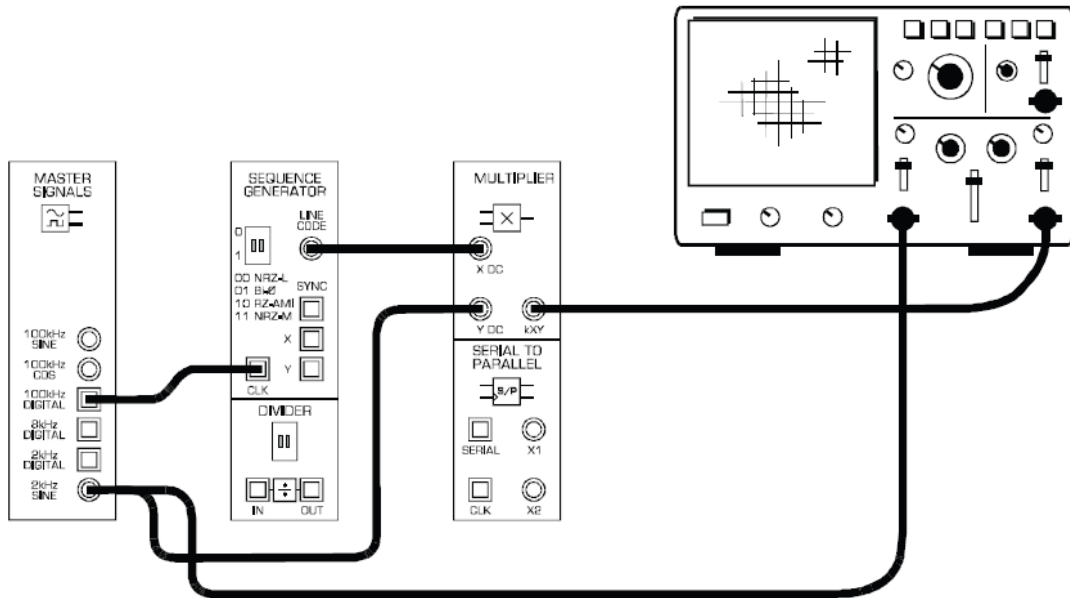 MASTER
SIGNALS
100kHz
SINE
100kHz
COS
100kHz
DIGITAL
8kHz
DIGITAL
2kHz
DIGITAL
2kHz
SINE
SEQUENCE
GENERATOR
LINE
CODE
0
1
00 NRZ-L
01 Bi-Ø
10 RZ-AMI
11 NRZ-M
SYNC
X
Y
CLK
DIVIDER
÷
IN
OUT
MULTIPLIER
X
X DC
Y DC
kXY
SERIAL TO
PARALLEL
S/P
SERIAL
X1
CLK
X2